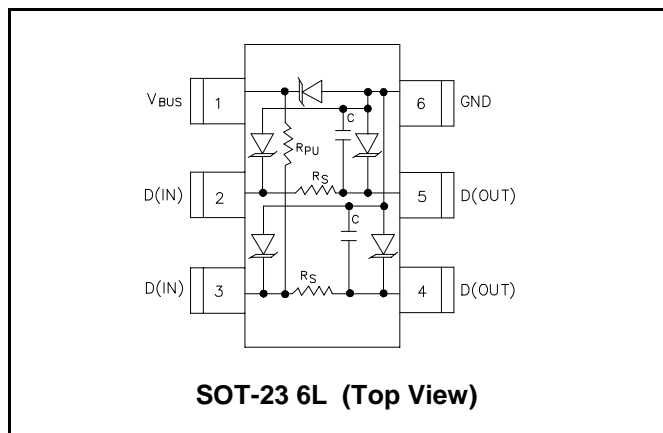 VBUS 1 6 GND
C
RPU
RS
D(IN) 2 5 D(OUT)
C
RS
D(IN) 3 4 D(OUT)
SOT-23 6L (Top View)